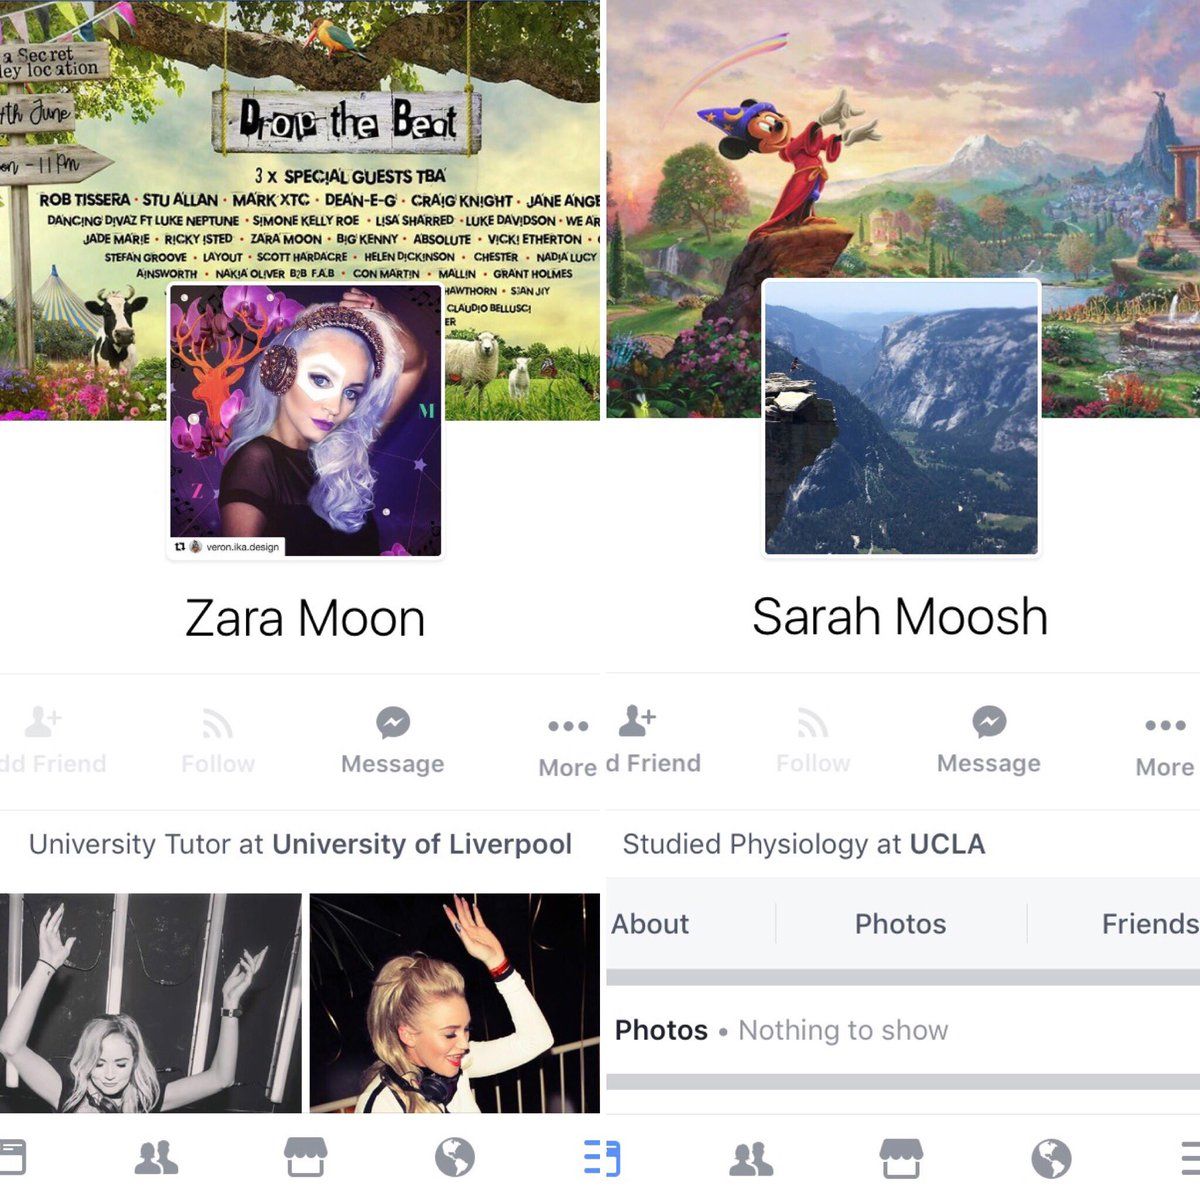 a Secret
ley location
4th June
on - 11pm
Drop the Beat
3 x SPECIAL GUESTS TBA
ROB TISSERA • STU ALLAN • MARK XTC • DEAN-E-G • CRAIG KNIGHT • JANE ANGE
DANCING DIVAZ FT LUKE NEPTUNE • SIMONE KELLY ROE • LISA SHARRED • LUKE DAVIDSON • WE AR
JADE MARIE • RICKY ISTED • ZARA MOON • BIG KENNY • ABSOLUTE • VICKI ETHERTON •
STEFAN GROOVE • LAYOUT • SCOTT HARDACRE • HELEN DICKINSON • CHESTER • NADIA LUCY
AINSWORTH • NAKIA OLIVER B2B F.A.B • CON MARTIN • MALLIN • GRANT HOLMES
HAWTHORN • SIAN JIY
CLAUDIO BELLUSCI
ER
M
Z
veron.ika.design
Zara Moon
dd Friend
Follow
Message
More
University Tutor at University of Liverpool
Sarah Moosh
d Friend
Follow
Message
More
Studied Physiology at UCLA
About
Photos
Friends
Photos • Nothing to show